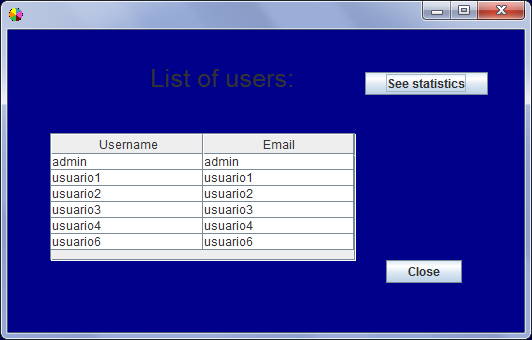 List of users:
See statistics
Username Email
admin admin
usuario1 usuario1
usuario2 usuario2
usuario3 usuario3
usuario4 usuario4
usuario6 usuario6
Close